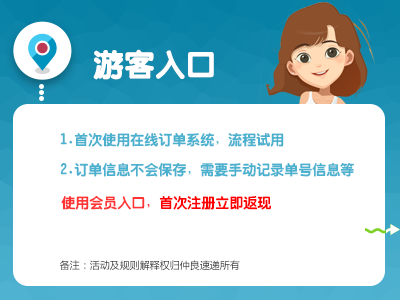 游客入口
1.首次使用在线订单系统，流程试用
2.订单信息不会保存，需要手动记录单号信息等
使用会员入口，首次注册立即返现
备注：活动及规则解释权归仲良速递所有